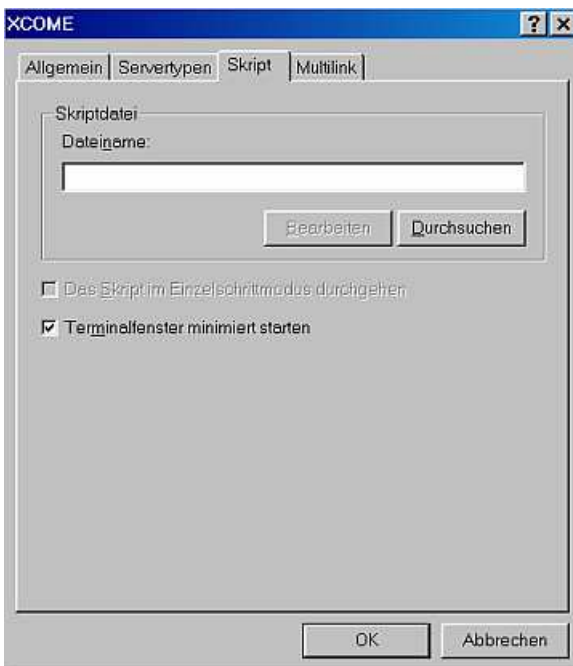 XCOME
Allgemein Servertypen Skript Multilink
Skriptdatei
Dateiname:
Bearbeiten Durchsuchen
Das Skript im Einzelschrittmodus durchgehen
Terminalfenster minimiert starten
OK Abbrechen